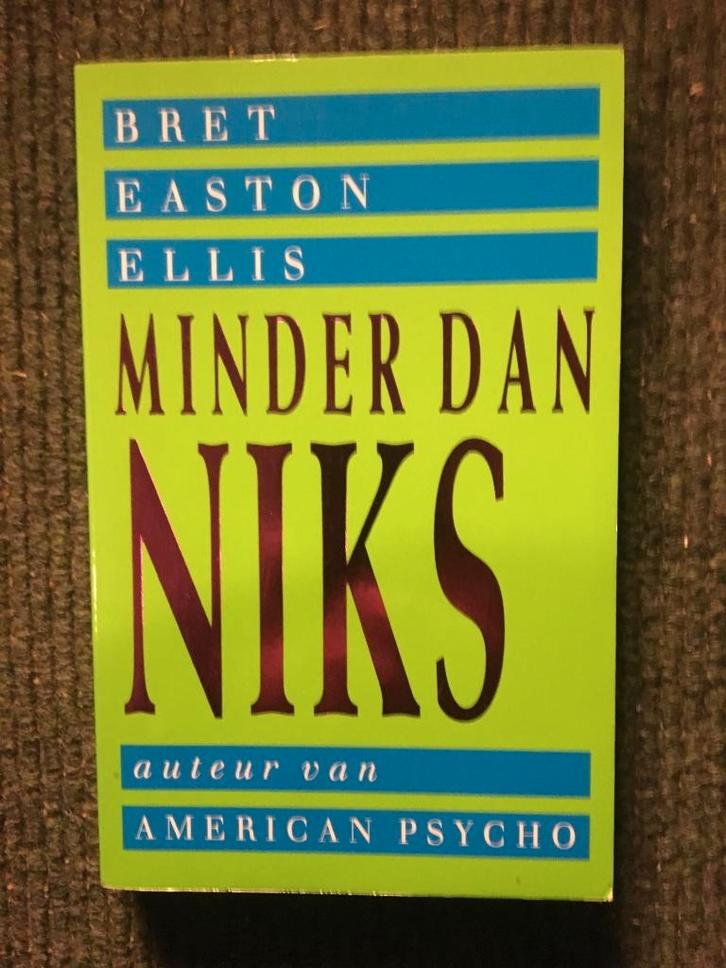 BRET
EASTON
ELLIS
MINDER DAN
NIKS
auteur van
AMERICAN PSYCHO